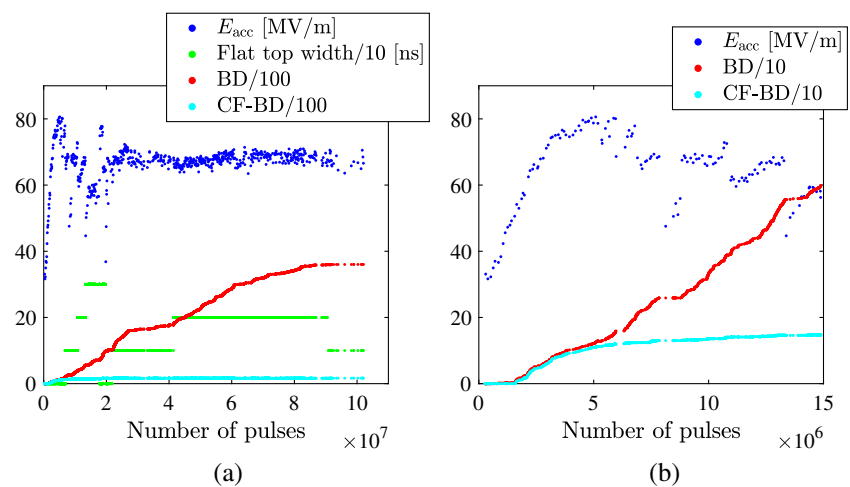 E_acc [MV/m]
Flat top width/10 [ns]
BD/100
CF-BD/100
80
60
40
20
0
0 2 4 6 8 10
Number of pulses
×10^7
(a)
E_acc [MV/m]
BD/10
CF-BD/10
80
60
40
20
0
0 5 10 15
Number of pulses
×10^6
(b)